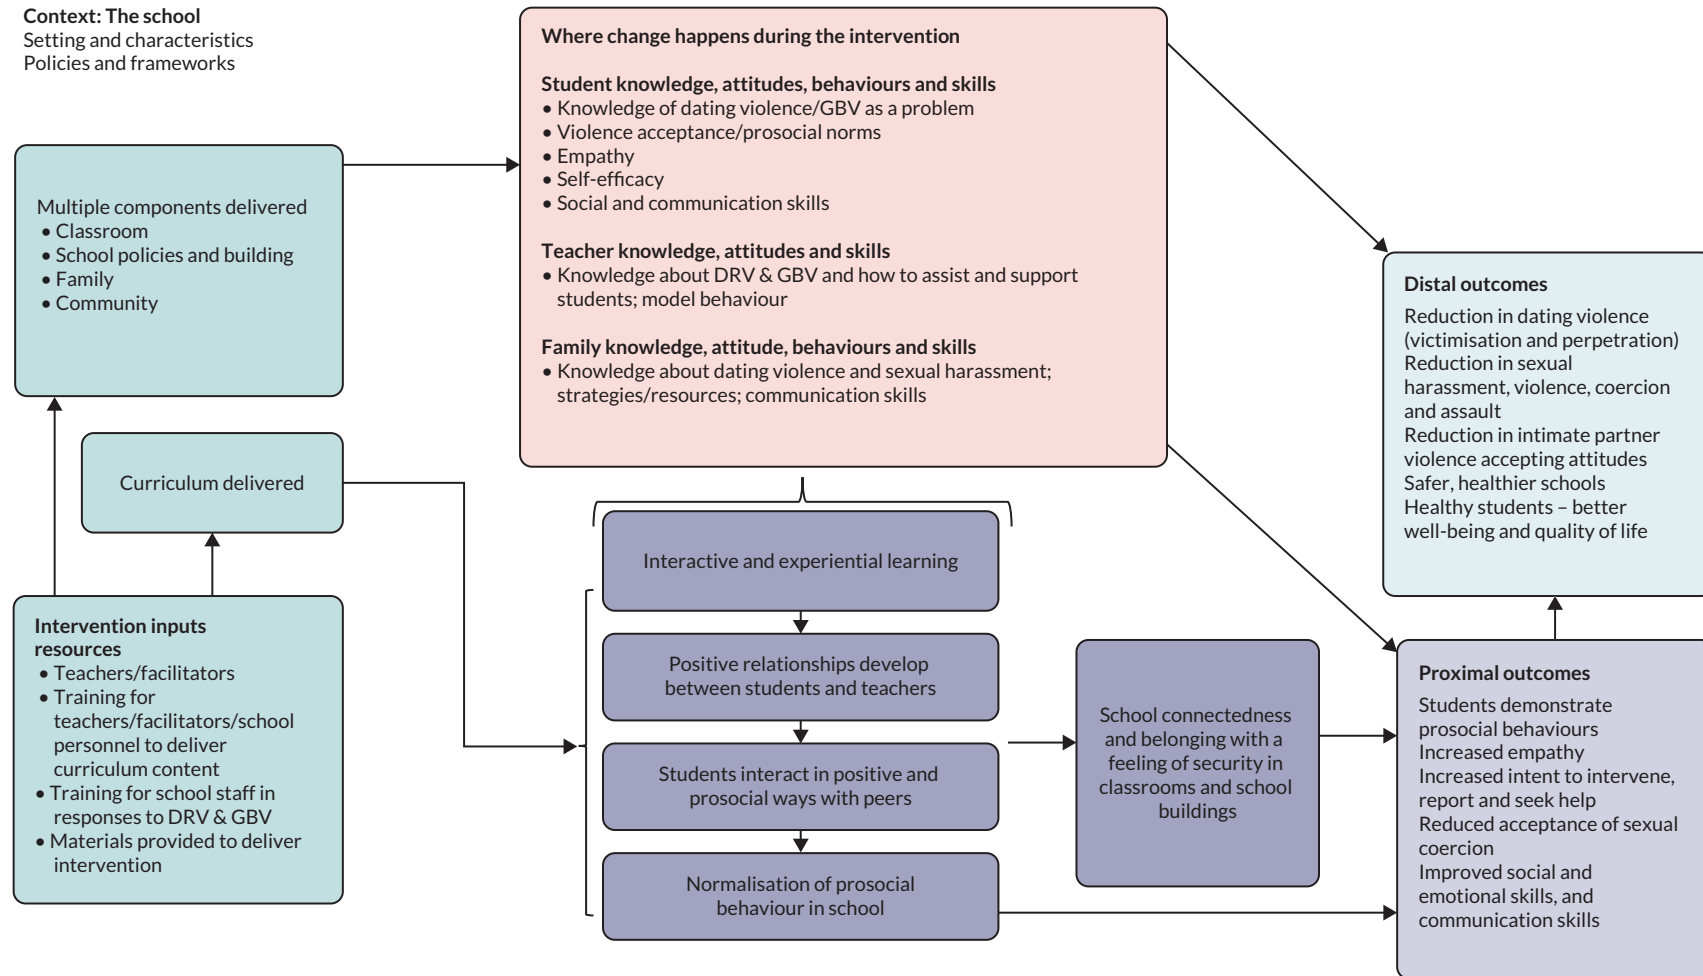 Context: The school
Setting and characteristics
Policies and frameworks
Multiple components delivered
• Classroom
• School policies and building
• Family
• Community
Curriculum delivered
Intervention inputs
resources
• Teachers/facilitators
• Training for
teachers/facilitators/school
personnel to deliver
curriculum content
• Training for school staff in
responses to DRV & GBV
• Materials provided to deliver
intervention
Where change happens during the intervention
Student knowledge, attitudes, behaviours and skills
• Knowledge of dating violence/GBV as a problem
• Violence acceptance/prosocial norms
• Empathy
• Self-efficacy
• Social and communication skills
Teacher knowledge, attitudes and skills
• Knowledge about DRV & GBV and how to assist and support
students; model behaviour
Family knowledge, attitude, behaviours and skills
• Knowledge about dating violence and sexual harassment;
strategies/resources; communication skills
Interactive and experiential learning
Positive relationships develop
between students and teachers
Students interact in positive and
prosocial ways with peers
Normalisation of prosocial
behaviour in school
School connectedness
and belonging with a
feeling of security in
classrooms and school
buildings
Distal outcomes
Reduction in dating violence
(victimisation and perpetration)
Reduction in sexual
harassment, violence, coercion
and assault
Reduction in intimate partner
violence accepting attitudes
Safer, healthier schools
Healthy students – better
well-being and quality of life
Proximal outcomes
Students demonstrate
prosocial behaviours
Increased empathy
Increased intent to intervene,
report and seek help
Reduced acceptance of sexual
coercion
Improved social and
emotional skills, and
communication skills